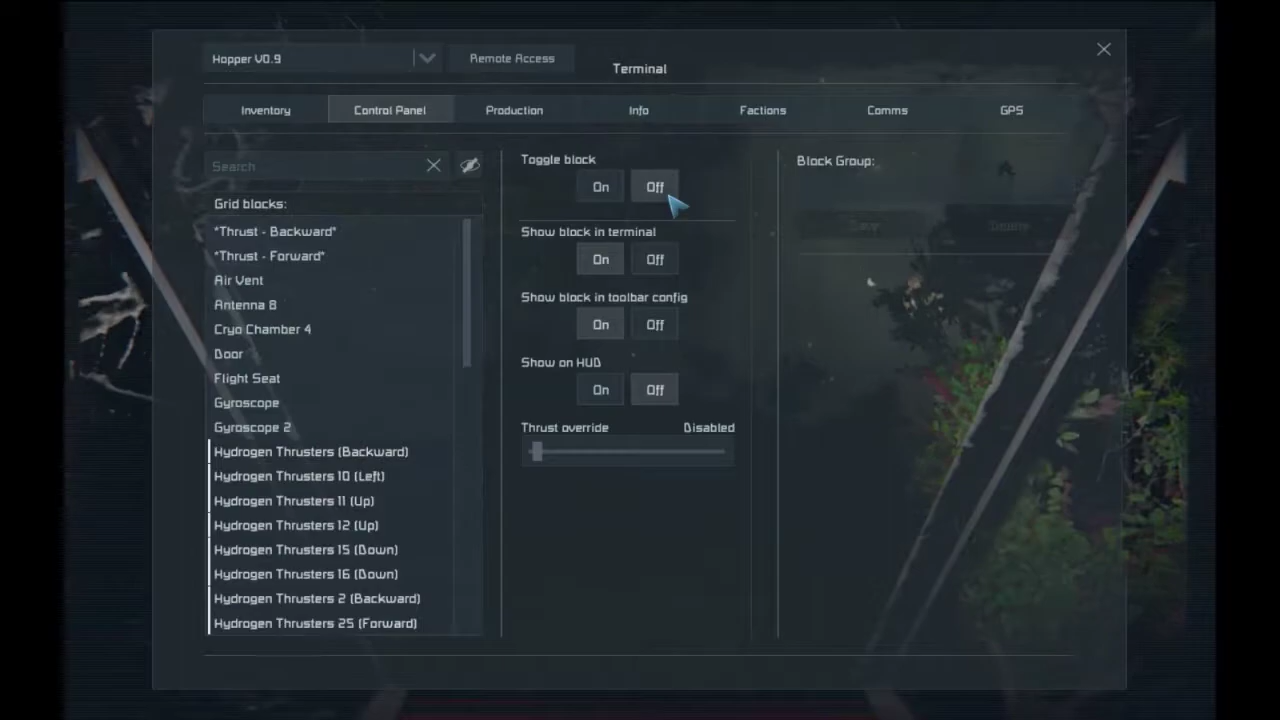 Hopper V0.9
Remote Access
Terminal
Inventory
Control Panel
Production
Info
Factions
Comms
GPS
Search
Grid blocks:
*Thrust - Backward*
*Thrust - Forward*
Air Vent
Antenna 8
Cryo Chamber 4
Door
Flight Seat
Gyroscope
Gyroscope 2
Hydrogen Thrusters (Backward)
Hydrogen Thrusters 10 (Left)
Hydrogen Thrusters 11 (Up)
Hydrogen Thrusters 12 (Up)
Hydrogen Thrusters 15 (Down)
Hydrogen Thrusters 16 (Down)
Hydrogen Thrusters 2 (Backward)
Hydrogen Thrusters 25 (Forward)
Toggle block
On Off
Show block in terminal
On Off
Show block in toolbar config
On Off
Show on HUD
On Off
Thrust override Disabled
Block Group:
Save Delete